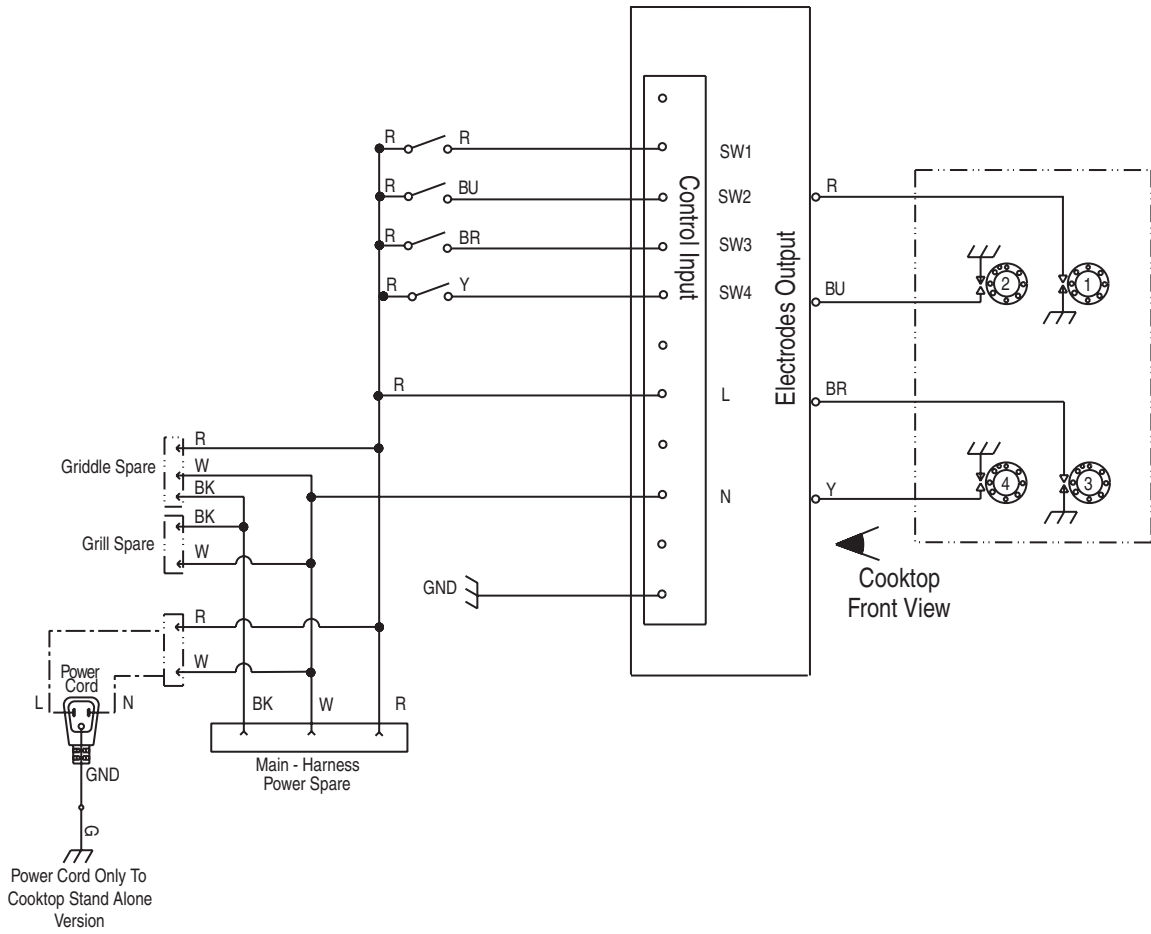 R
R
SW1
R
BU
SW2
R
R
BR
SW3
R
Y
SW4
BU
Control Input
Electrodes Output
2
1
R
L
BR
R
Griddle Spare
W
BK
N
Y
4
3
BK
Grill Spare
W
GND
Cooktop
Front View
R
W
Power
Cord
L
N
BK
W
R
GND
Main - Harness
Power Spare
G
Power Cord Only To
Cooktop Stand Alone
Version